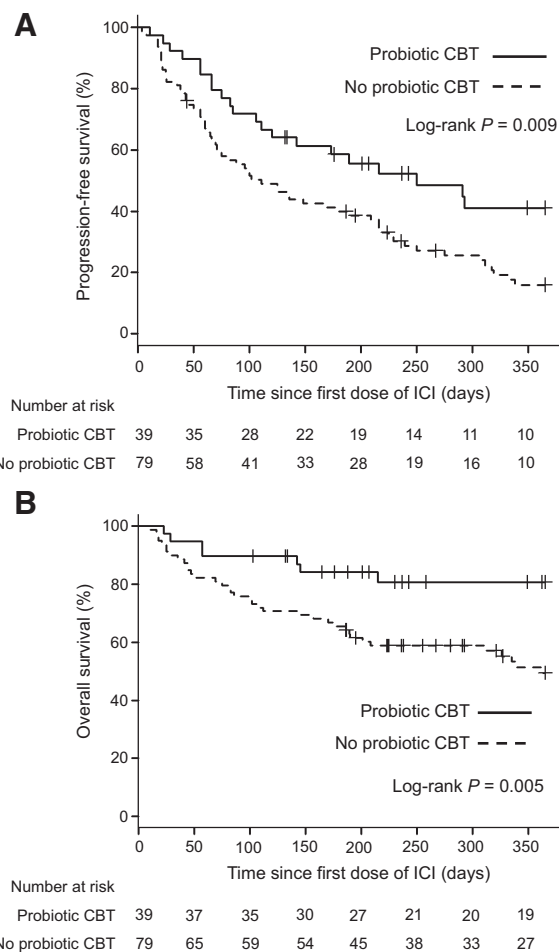 A
100
80
60
40
20
0
Progression-free survival (%)
Probiotic CBT
No probiotic CBT
Log-rank P = 0.009
0 50 100 150 200 250 300 350
Time since first dose of ICI (days)
Number at risk
Probiotic CBT 39 35 28 22 19 14 11 10
No probiotic CBT 79 58 41 33 28 19 16 10
B
100
80
60
40
20
0
Overall survival (%)
Probiotic CBT
No probiotic CBT
Log-rank P = 0.005
0 50 100 150 200 250 300 350
Time since first dose of ICI (days)
Number at risk
Probiotic CBT 39 37 35 30 27 21 20 19
No probiotic CBT 79 65 59 54 45 38 33 27